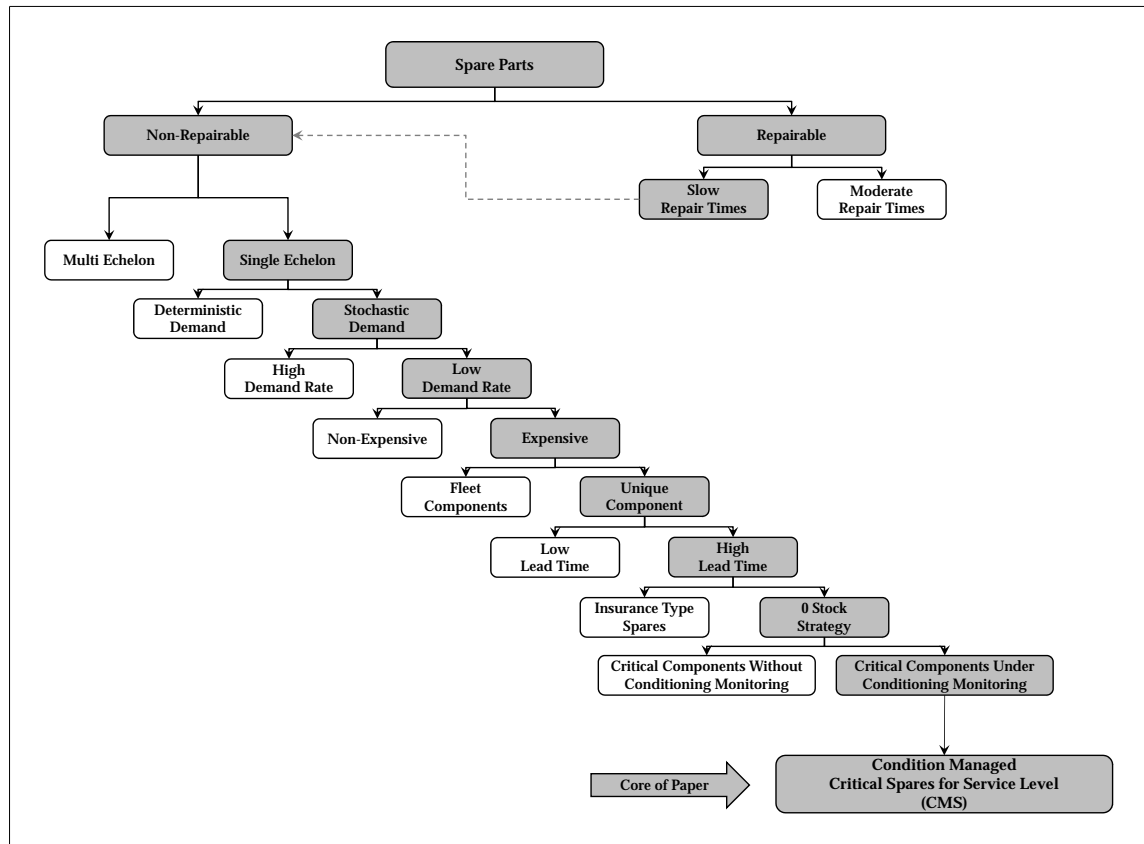 Spare Parts
Non-Repairable
Repairable
Slow
Repair Times
Moderate
Repair Times
Multi Echelon
Single Echelon
Deterministic
Demand
Stochastic
Demand
High
Demand Rate
Low
Demand Rate
Non-Expensive
Expensive
Fleet
Components
Unique
Component
Low
Lead Time
High
Lead Time
Insurance Type
Spares
0 Stock
Strategy
Critical Components Without
Conditioning Monitoring
Critical Components Under
Conditioning Monitoring
Core of Paper
Condition Managed
Critical Spares for Service Level
(CMS)